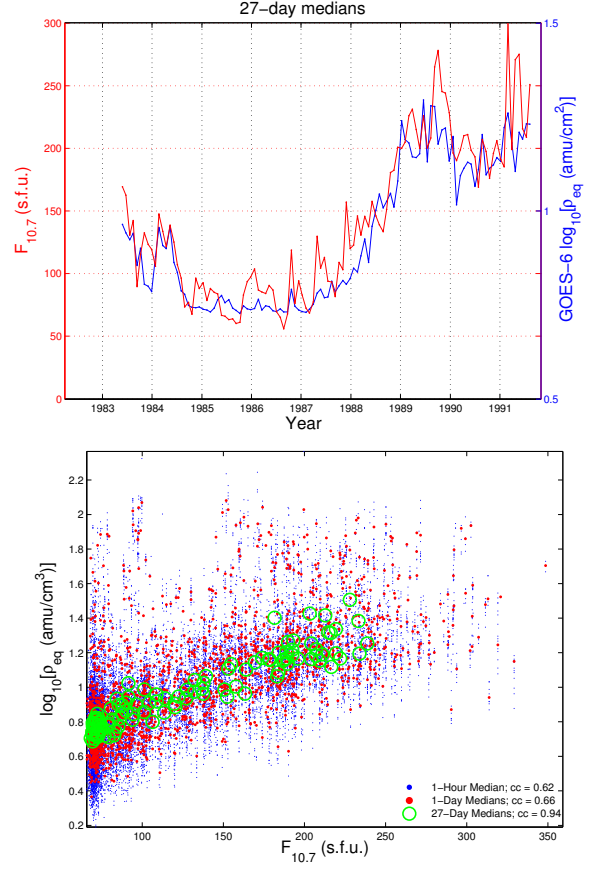 27-day medians
300
250
200
150
100
50
0
F10.7 (s.f.u.)
1.5
1
0.5
GOES-6 log10[ρeq (amu/cm²)]
1983 1984 1985 1986 1987 1988 1989 1990 1991
Year
2.2
2
1.8
1.6
1.4
1.2
1
0.8
0.6
0.4
0.2
log10[ρeq (amu/cm³)]
1-Hour Median; cc = 0.62
1-Day Medians; cc = 0.66
27-Day Medians; cc = 0.94
100 150 200 250 300 350
F10.7 (s.f.u.)